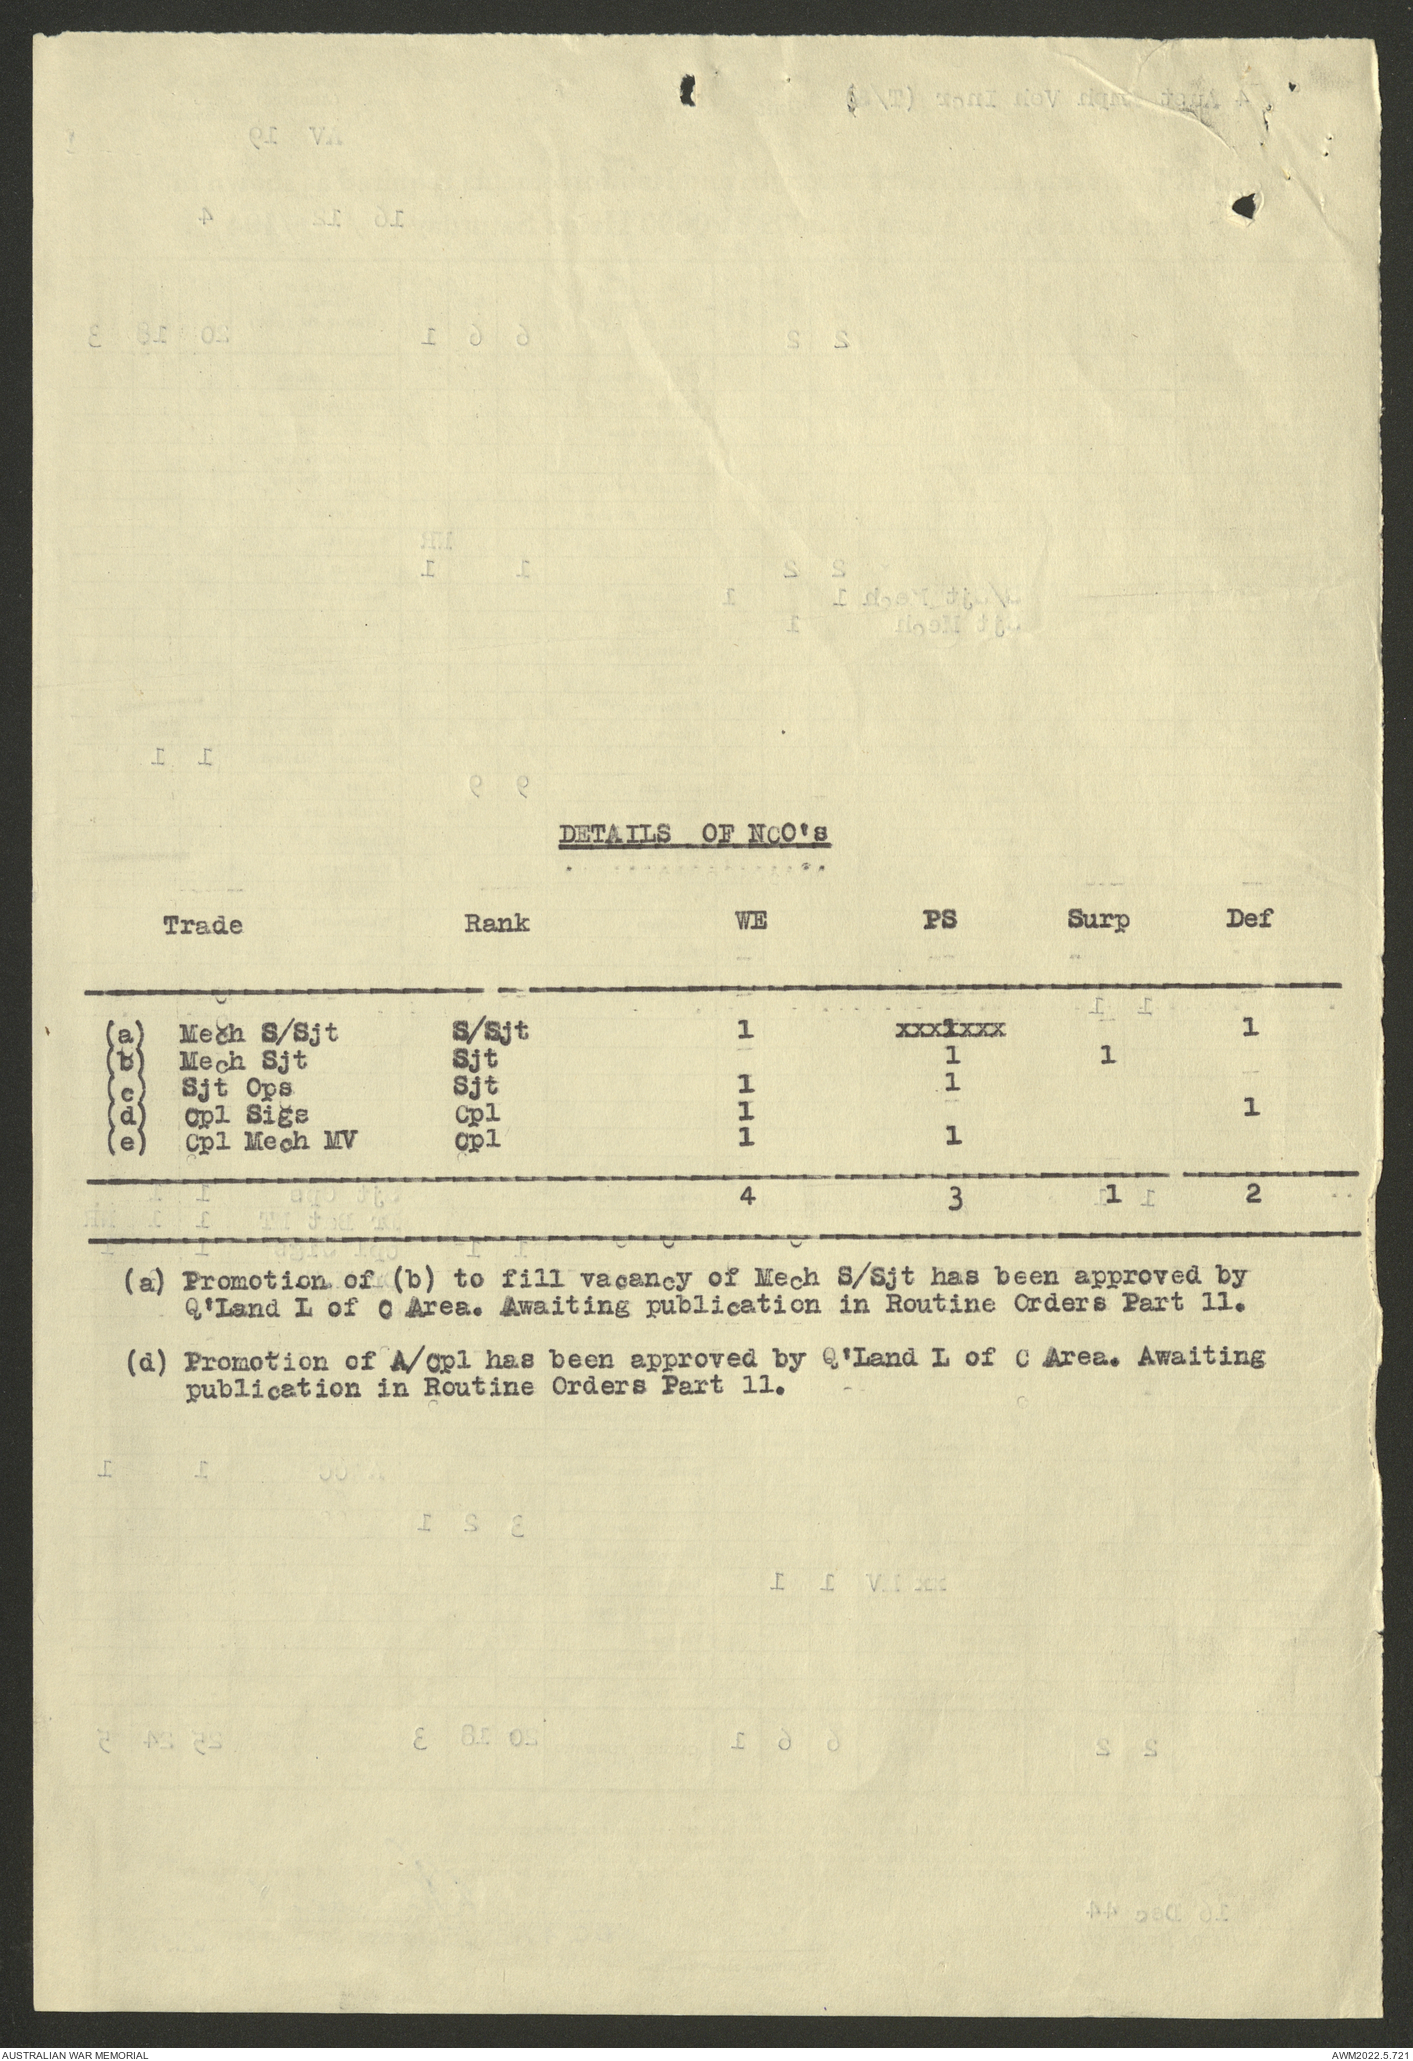 DETAILS OF NCO's
Trade Rank WE PS Surp Def
(a) Mech S/Sjt S/Sjt 1 xxx1xxx 1
(b) Mech Sjt Sjt 1 1
(c) Sjt Ops Sjt 1 1
(d) Cpl Sigs Cpl 1 1
(e) Cpl Mech MV Cpl 1 1
4 3 1 2
(a) Promotion of (b) to fill vacancy of Mech S/Sjt has been approved by
Q'Land L of C Area. Awaiting publication in Routine Orders Part 11.
(d) Promotion of A/Cpl has been approved by Q'Land L of C Area. Awaiting
publication in Routine Orders Part 11.
AUSTRALIAN WAR MEMORIAL AWM2022.5.721